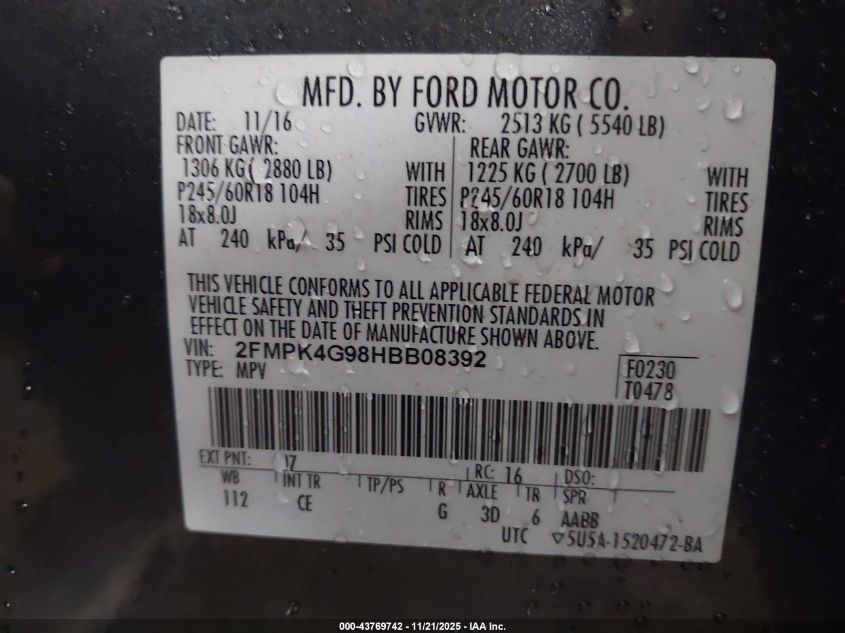 MFD. BY FORD MOTOR CO.
DATE: 11/16 GVWR: 2513 KG ( 5540 LB)
FRONT GAWR: REAR GAWR:
1306 KG( 2880 LB) WITH 1225 KG ( 2700 LB) WITH
P245/60R18 104H TIRES P245/60R18 104H TIRES
18x8.0J RIMS 18x8.0J RIMS
AT 240 kPa/ 35 PSI COLD AT 240 kPa/ 35 PSI COLD
THIS VEHICLE CONFORMS TO ALL APPLICABLE FEDERAL MOTOR
VEHICLE SAFETY AND THEFT PREVENTION STANDARDS IN
EFFECT ON THE DATE OF MANUFACTURE SHOWN ABOVE.
VIN: 2FMPK4G98HBB08392
TYPE: MPV
F0230
T0478
EXT PNT: J7 RC: 16 DSO:
WB INT TR TP/PS R AXLE TR SPR
112 CE G 3D 6 AABB
UTC ▽5U5A-1520472-BA
000-43769742 - 11/21/2025 - IAA Inc.